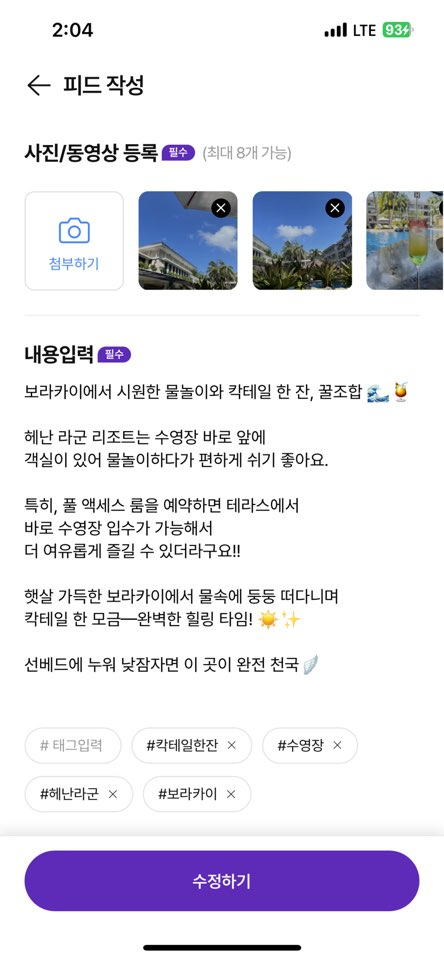 2:04
LTE 93
피드 작성
사진/동영상 등록 필수 (최대 8개 가능)
첨부하기
내용입력 필수
보라카이에서 시원한 물놀이와 칵테일 한 잔, 꿀조합 🌊🍹
헤난 라군 리조트는 수영장 바로 앞에
객실이 있어 물놀이하다가 편하게 쉬기 좋아요.
특히, 풀 액세스 룸을 예약하면 테라스에서
바로 수영장 입수가 가능해서
더 여유롭게 즐길 수 있더라구요!!
햇살 가득한 보라카이에서 물속에 둥둥 떠다니며
칵테일 한 모금—완벽한 힐링 타임! ☀️✨
선베드에 누워 낮잠자면 이 곳이 완전 천국🪽
# 태그입력 #칵테일한잔 × #수영장 ×
#헤난라군 × #보라카이 ×
수정하기